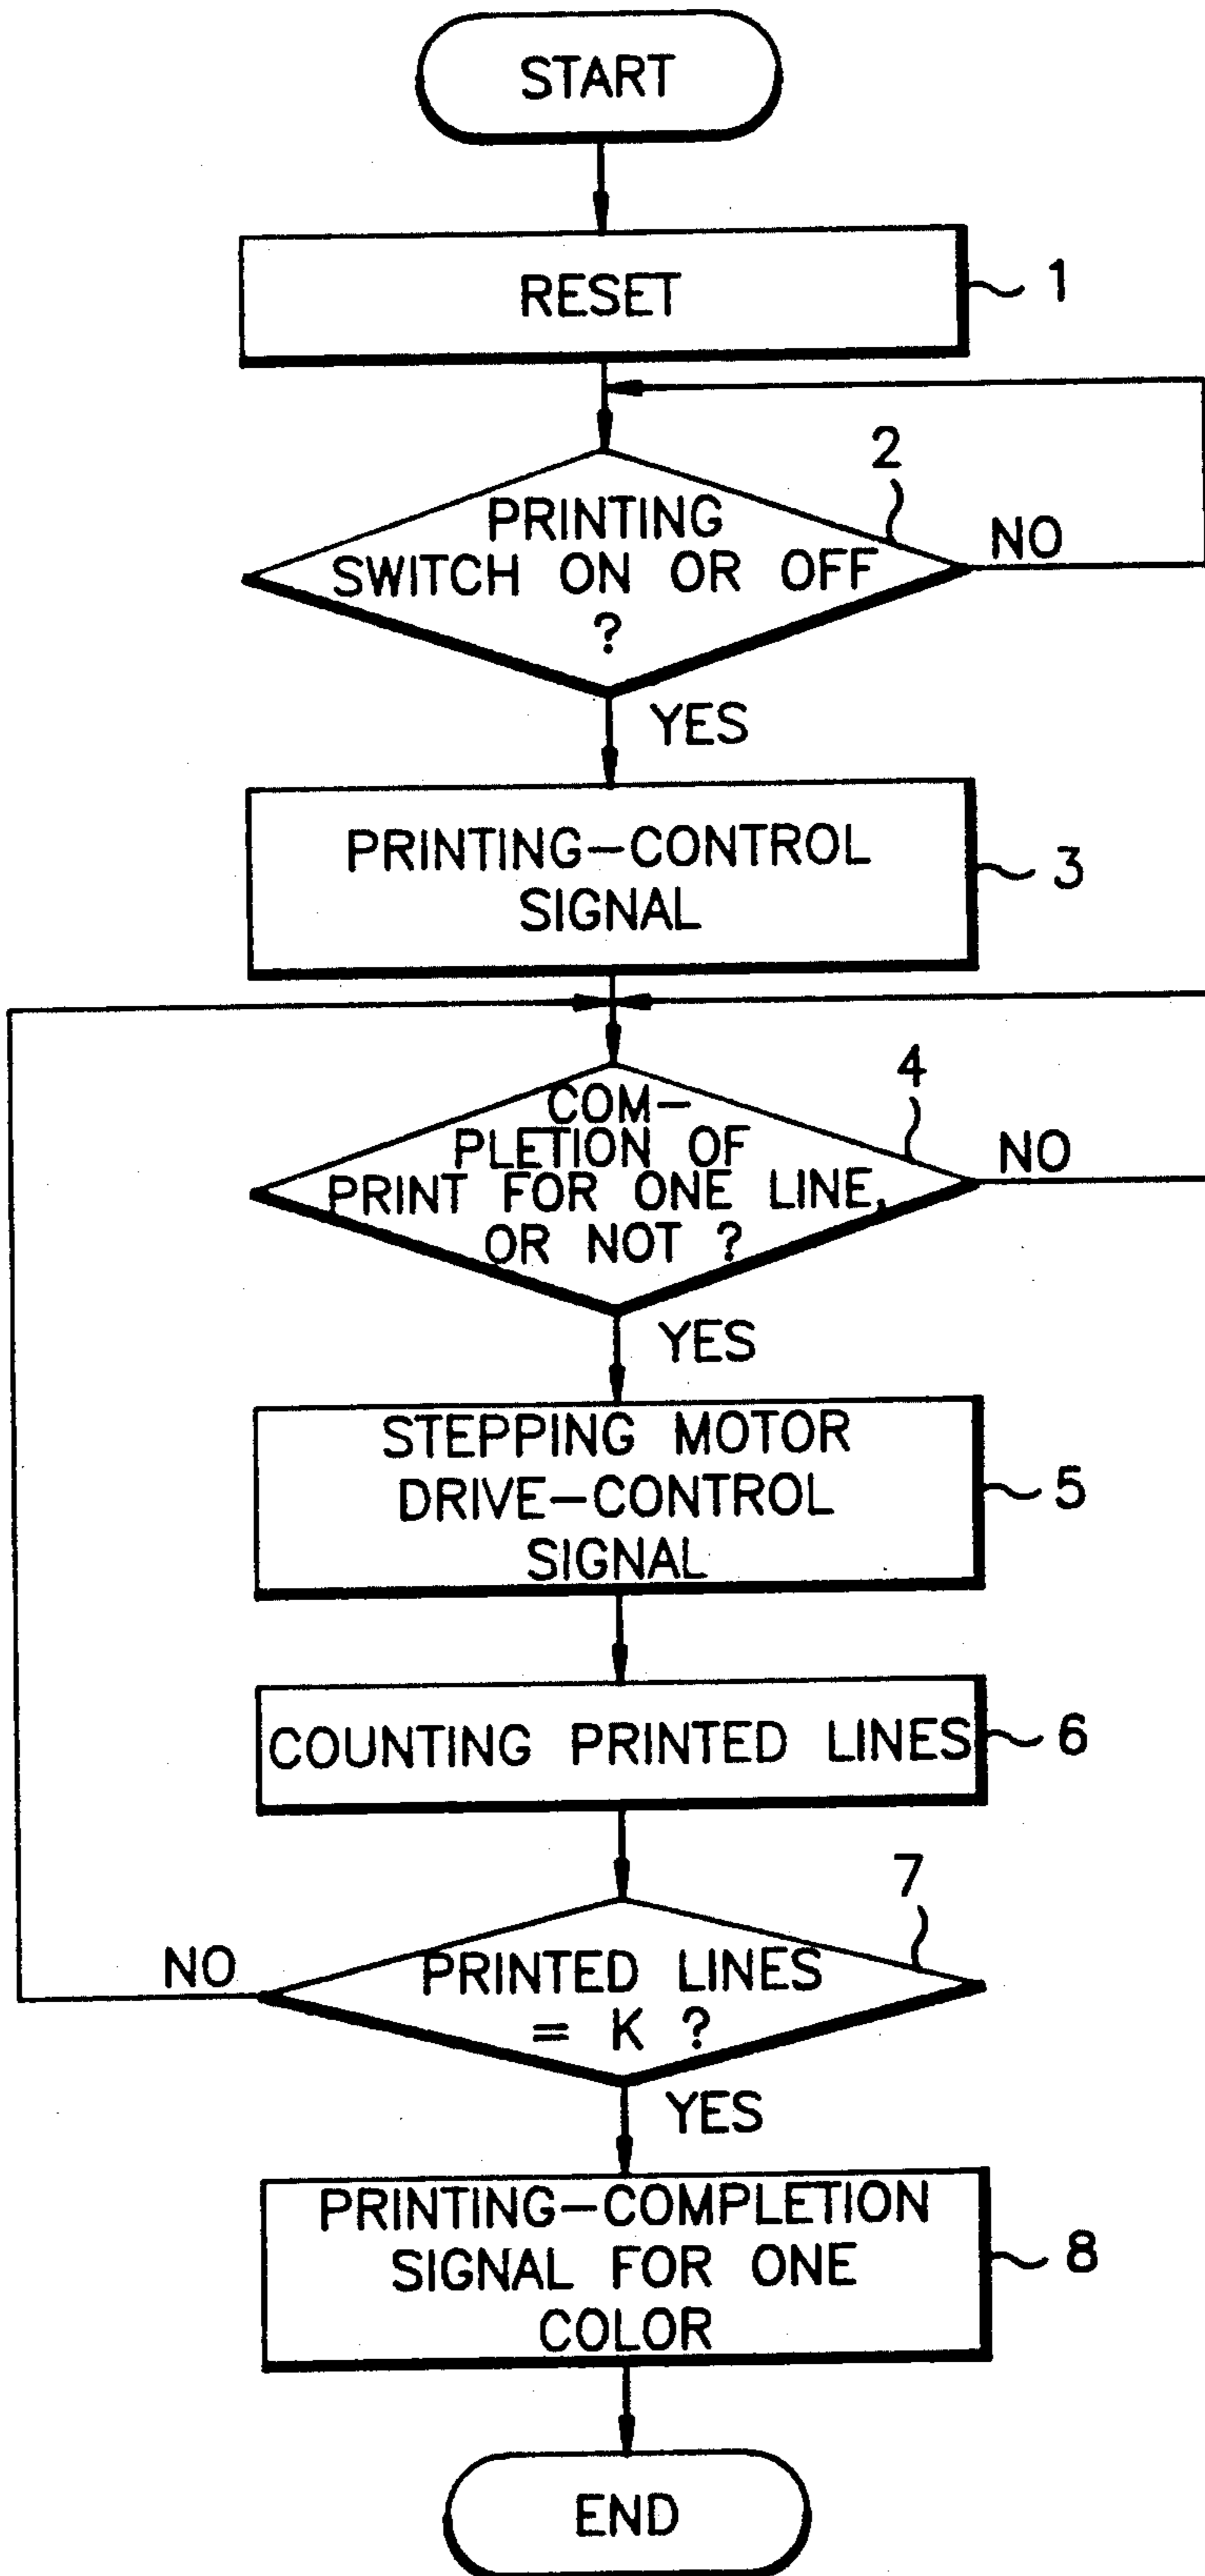 START
RESET
1
2
PRINTING
SWITCH ON OR OFF
?
NO
YES
PRINTING-CONTROL
SIGNAL
3
4
COM-
PLETION OF
PRINT FOR ONE LINE,
OR NOT ?
NO
YES
STEPPING MOTOR
DRIVE-CONTROL
SIGNAL
5
COUNTING PRINTED LINES
6
7
NO
PRINTED LINES
= K ?
YES
PRINTING-COMPLETION
SIGNAL FOR ONE
COLOR
8
END